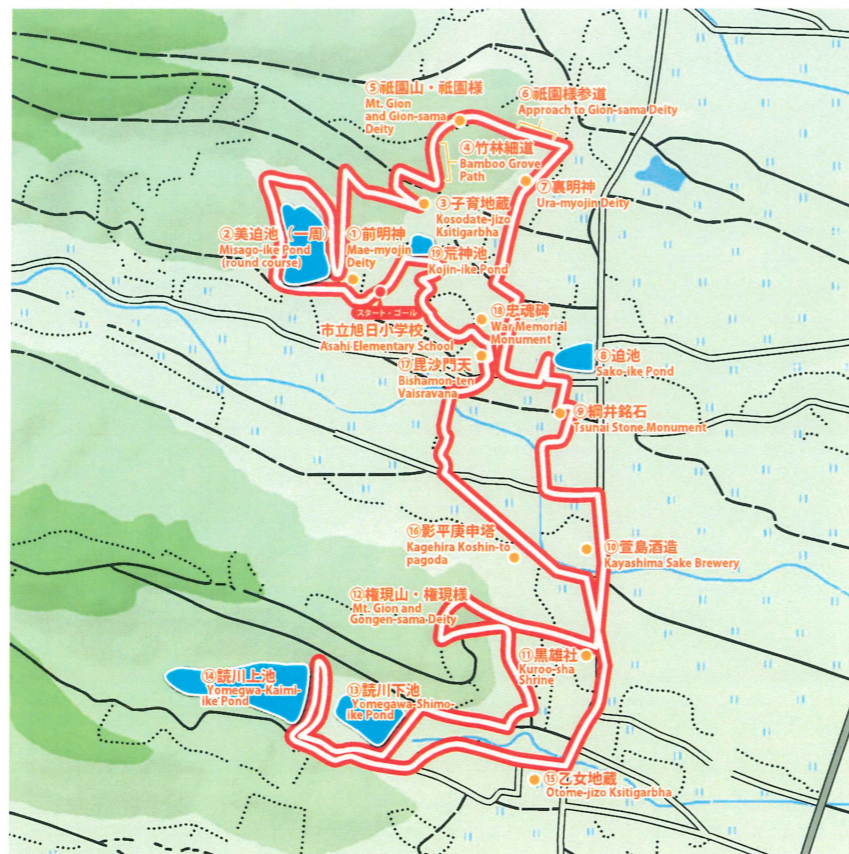 ⑤祇園山・祇園様
Mt. Gion
and Gion-sama
Deity
⑥祇園様参道
Approach to Gion-sama Deity
④竹林細道
Bamboo Grove
Path
⑦裏明神
Ura-myojin Deity
③子育地蔵
Kosodate-jizo
Ksitigarbha
②美迫池（一周）
Misago-ike Pond
(round course)
①前明神
Mae-myojin
Deity
⑲荒神池
Kojin-ike Pond
スタート・ゴール
市立旭日小学校
Asahi Elementary School
⑱忠魂碑
War Memorial
Monument
⑰毘沙門天
Bishamon-ten
Vaisravana
⑧迫池
Sako-ike Pond
⑨綱井銘石
Tsunai Stone Monument
⑯影平庚申塔
Kagehira Koshin-to
pagoda
⑩萱島酒造
Kayashima Sake Brewery
⑫権現山・権現様
Mt. Gion and
Gongen-sama Deity
⑪黒雄社
Kuroo-sha
Shrine
⑭読川上池
Yomegwa-Kaimi-
ike Pond
⑬読川下池
Yomegawa-Shimo-
ike Pond
⑮乙女地蔵
Otome-jizo Ksitigarbha